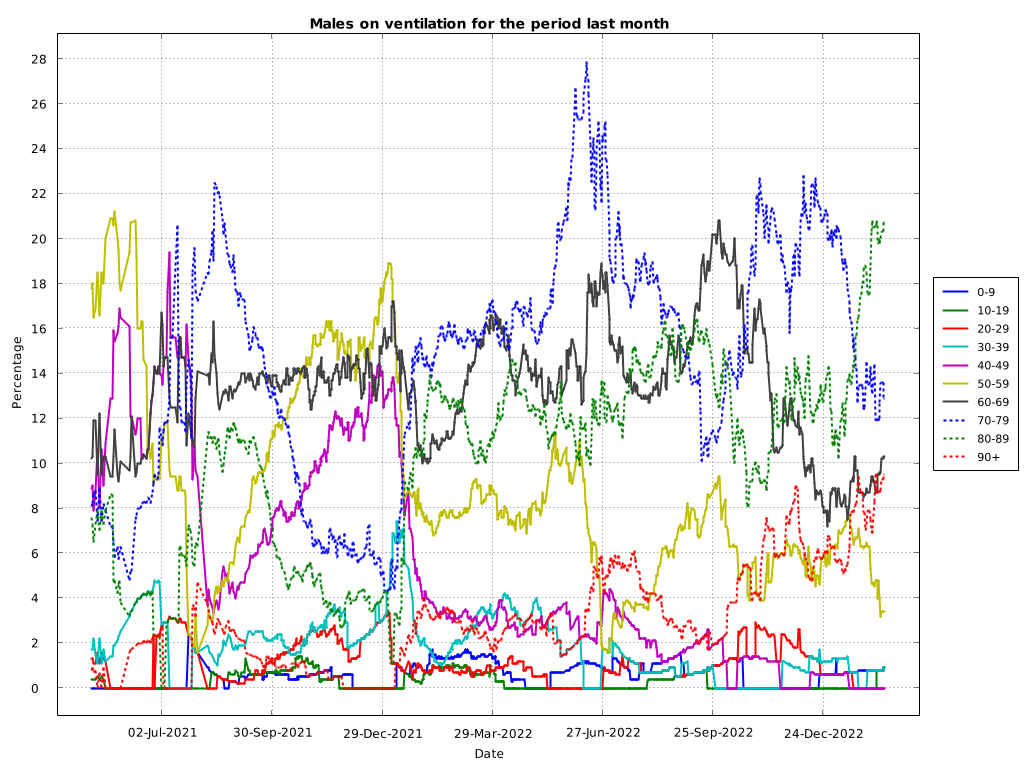 Males on ventilation for the period last month
28
26
24
22
20
18
16
14
12
10
8
6
4
2
0
Percentage
02-Jul-2021
30-Sep-2021
29-Dec-2021
29-Mar-2022
27-Jun-2022
25-Sep-2022
24-Dec-2022
Date
0-9
10-19
20-29
30-39
40-49
50-59
60-69
70-79
80-89
90+